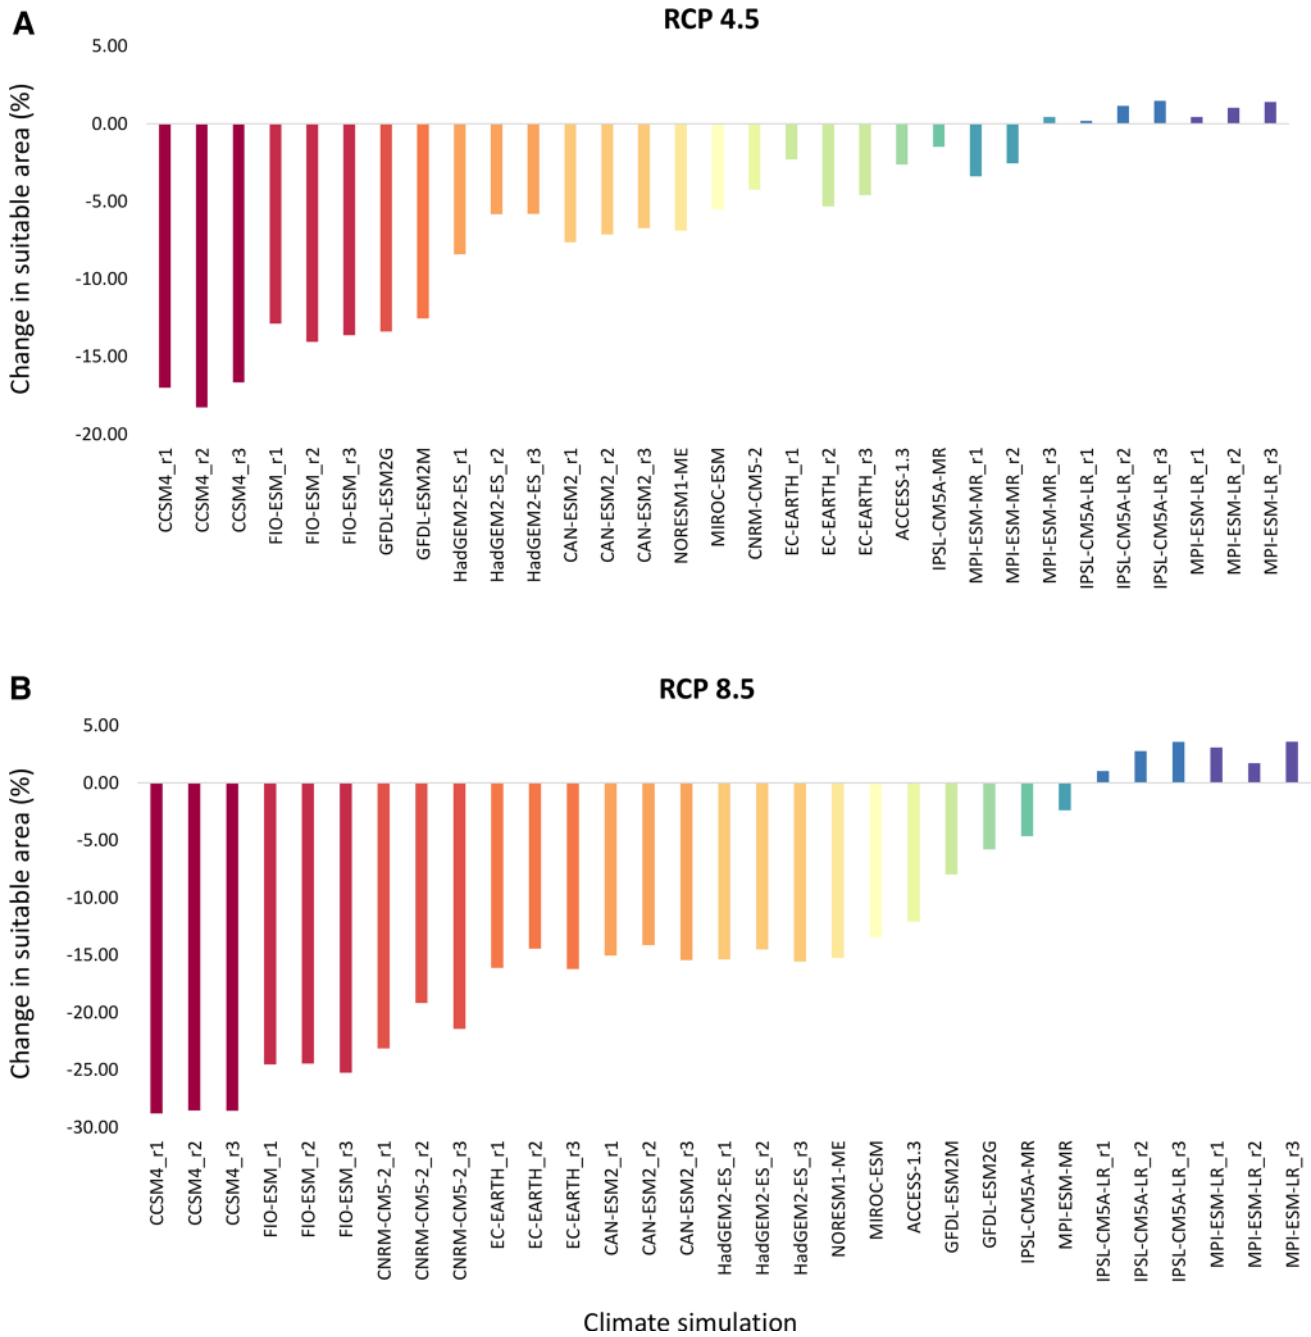 A
RCP 4.5
Change in suitable area (%)
5.00
0.00
-5.00
-10.00
-15.00
-20.00
CCSM4_r1
CCSM4_r2
CCSM4_r3
FIO-ESM_r1
FIO-ESM_r2
FIO-ESM_r3
GFDL-ESM2G
GFDL-ESM2M
HadGEM2-ES_r1
HadGEM2-ES_r2
HadGEM2-ES_r3
CAN-ESM2_r1
CAN-ESM2_r2
CAN-ESM2_r3
NORESM1-ME
MIROC-ESM
CNRM-CM5-2
EC-EARTH_r1
EC-EARTH_r2
EC-EARTH_r3
ACCESS-1.3
IPSL-CM5A-MR
MPI-ESM-MR_r1
MPI-ESM-MR_r2
MPI-ESM-MR_r3
IPSL-CM5A-LR_r1
IPSL-CM5A-LR_r2
IPSL-CM5A-LR_r3
MPI-ESM-LR_r1
MPI-ESM-LR_r2
MPI-ESM-LR_r3
B
RCP 8.5
Change in suitable area (%)
5.00
0.00
-5.00
-10.00
-15.00
-20.00
-25.00
-30.00
CCSM4_r1
CCSM4_r2
CCSM4_r3
FIO-ESM_r1
FIO-ESM_r2
FIO-ESM_r3
CNRM-CM5-2_r1
CNRM-CM5-2_r2
CNRM-CM5-2_r3
EC-EARTH_r1
EC-EARTH_r2
EC-EARTH_r3
CAN-ESM2_r1
CAN-ESM2_r2
CAN-ESM2_r3
HadGEM2-ES_r1
HadGEM2-ES_r2
HadGEM2-ES_r3
NORESM1-ME
MIROC-ESM
ACCESS-1.3
GFDL-ESM2M
GFDL-ESM2G
IPSL-CM5A-MR
MPI-ESM-MR
IPSL-CM5A-LR_r1
IPSL-CM5A-LR_r2
IPSL-CM5A-LR_r3
MPI-ESM-LR_r1
MPI-ESM-LR_r2
MPI-ESM-LR_r3
Climate simulation